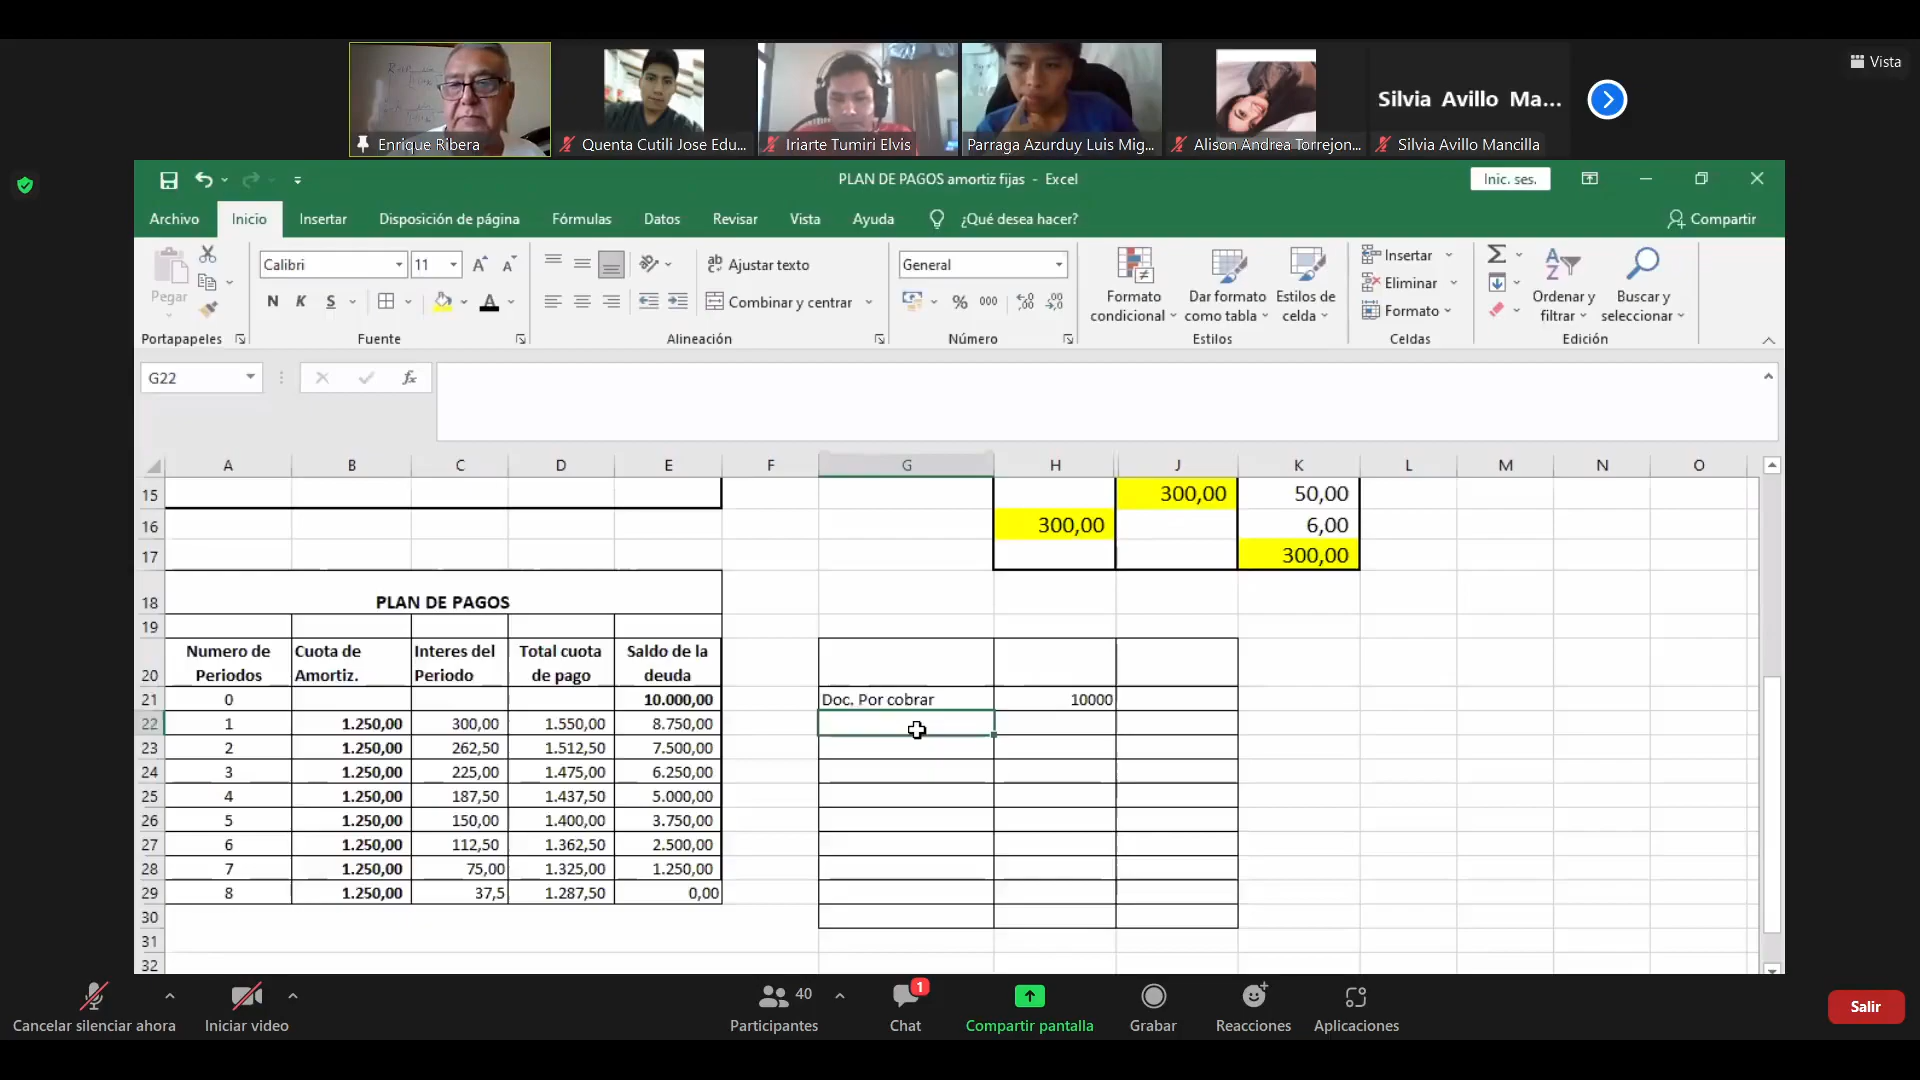 Vista
Silvia Avillo Ma...
Enrique Ribera
Quenta Cutili Jose Edu...
Iriarte Tumiri Elvis
Parraga Azurduy Luis Mig...
Alison Andrea Torrejon...
Silvia Avillo Mancilla
PLAN DE PAGOS amortiz fijas - Excel
Inic. ses.
Archivo Inicio Insertar Disposición de página Fórmulas Datos Revisar Vista Ayuda ¿Qué desea hacer? Compartir
Calibri 11 Ajustar texto General Insertar
Pegar N K S A Combinar y centrar % 000 Eliminar
Formato condicional Dar formato como tabla Estilos de celda Formato Ordenar y filtrar Buscar y seleccionar
Portapapeles Fuente Alineación Número Estilos Celdas Edición
G22 fx
A B C D E F G H J K L M N O
15 300,00 50,00
16 300,00 6,00
17 300,00
18 PLAN DE PAGOS
19
20 Numero de Periodos Cuota de Amortiz. Interes del Periodo Total cuota de pago Saldo de la deuda
21 0 10.000,00 Doc. Por cobrar 10000
22 1 1.250,00 300,00 1.550,00 8.750,00
23 2 1.250,00 262,50 1.512,50 7.500,00
24 3 1.250,00 225,00 1.475,00 6.250,00
25 4 1.250,00 187,50 1.437,50 5.000,00
26 5 1.250,00 150,00 1.400,00 3.750,00
27 6 1.250,00 112,50 1.362,50 2.500,00
28 7 1.250,00 75,00 1.325,00 1.250,00
29 8 1.250,00 37,5 1.287,50 0,00
30
31
32
Cancelar silenciar ahora
Iniciar video
40
Participantes
1
Chat
Compartir pantalla
Grabar
Reacciones
Aplicaciones
Salir